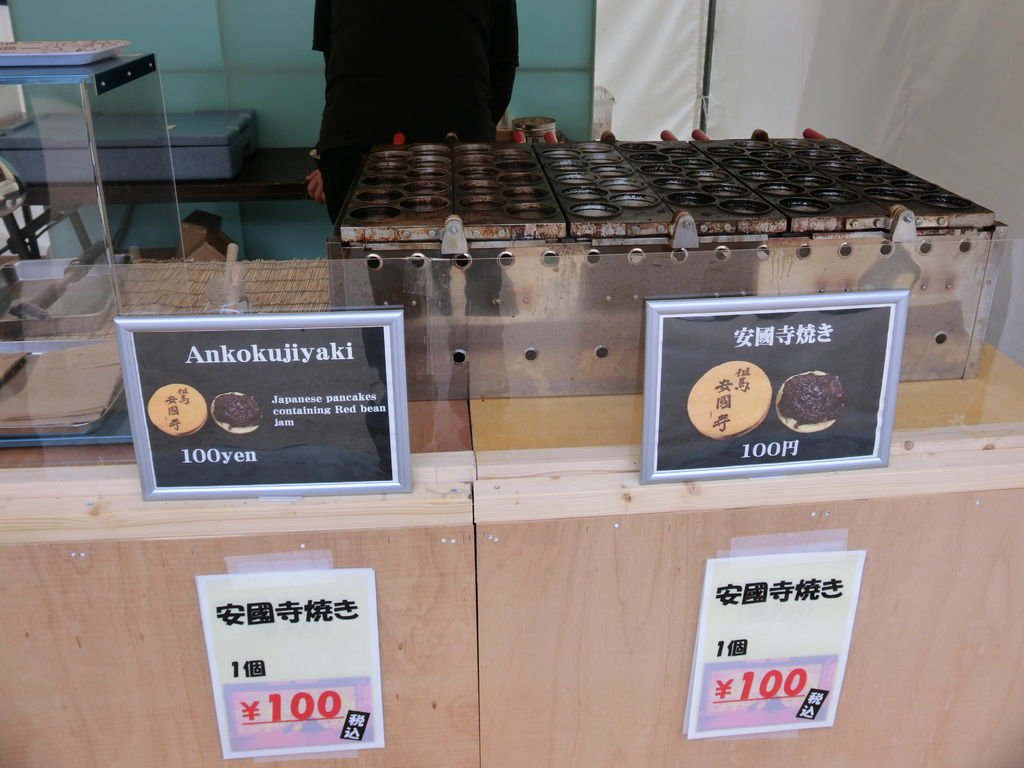 Ankokujiyaki
Japanese pancakes
containing Red bean
jam
100yen
但馬
安國寺
安國寺焼き
但馬
安國寺
100円
安國寺焼き
1個
¥100
税込
安國寺焼き
1個
¥100
税込